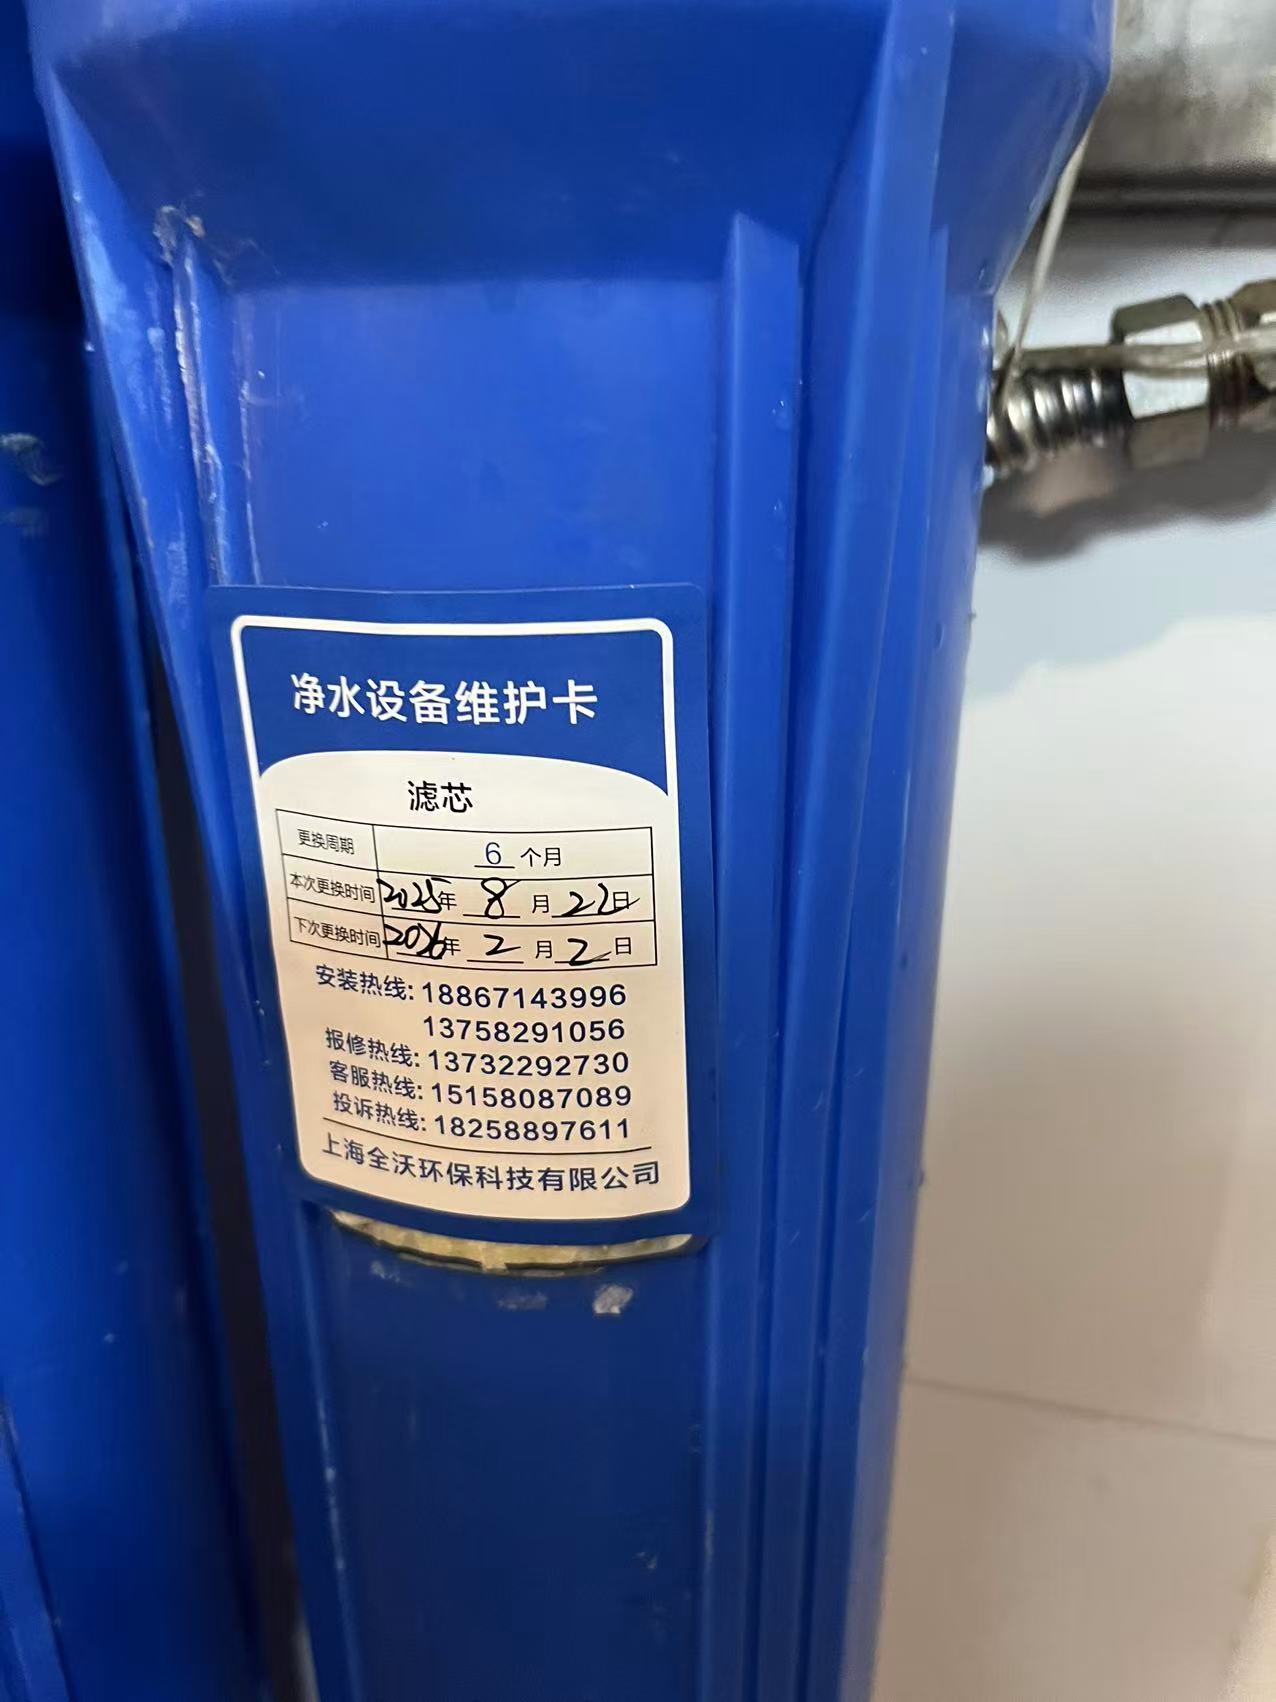 净水设备维护卡
滤芯
更换周期 6 个月
本次更换时间 2025年 8 月 22日
下次更换时间 2026年 2 月 2 日
安装热线: 18867143996
13758291056
报修热线: 13732292730
客服热线: 15158087089
投诉热线: 18258897611
上海全沃环保科技有限公司